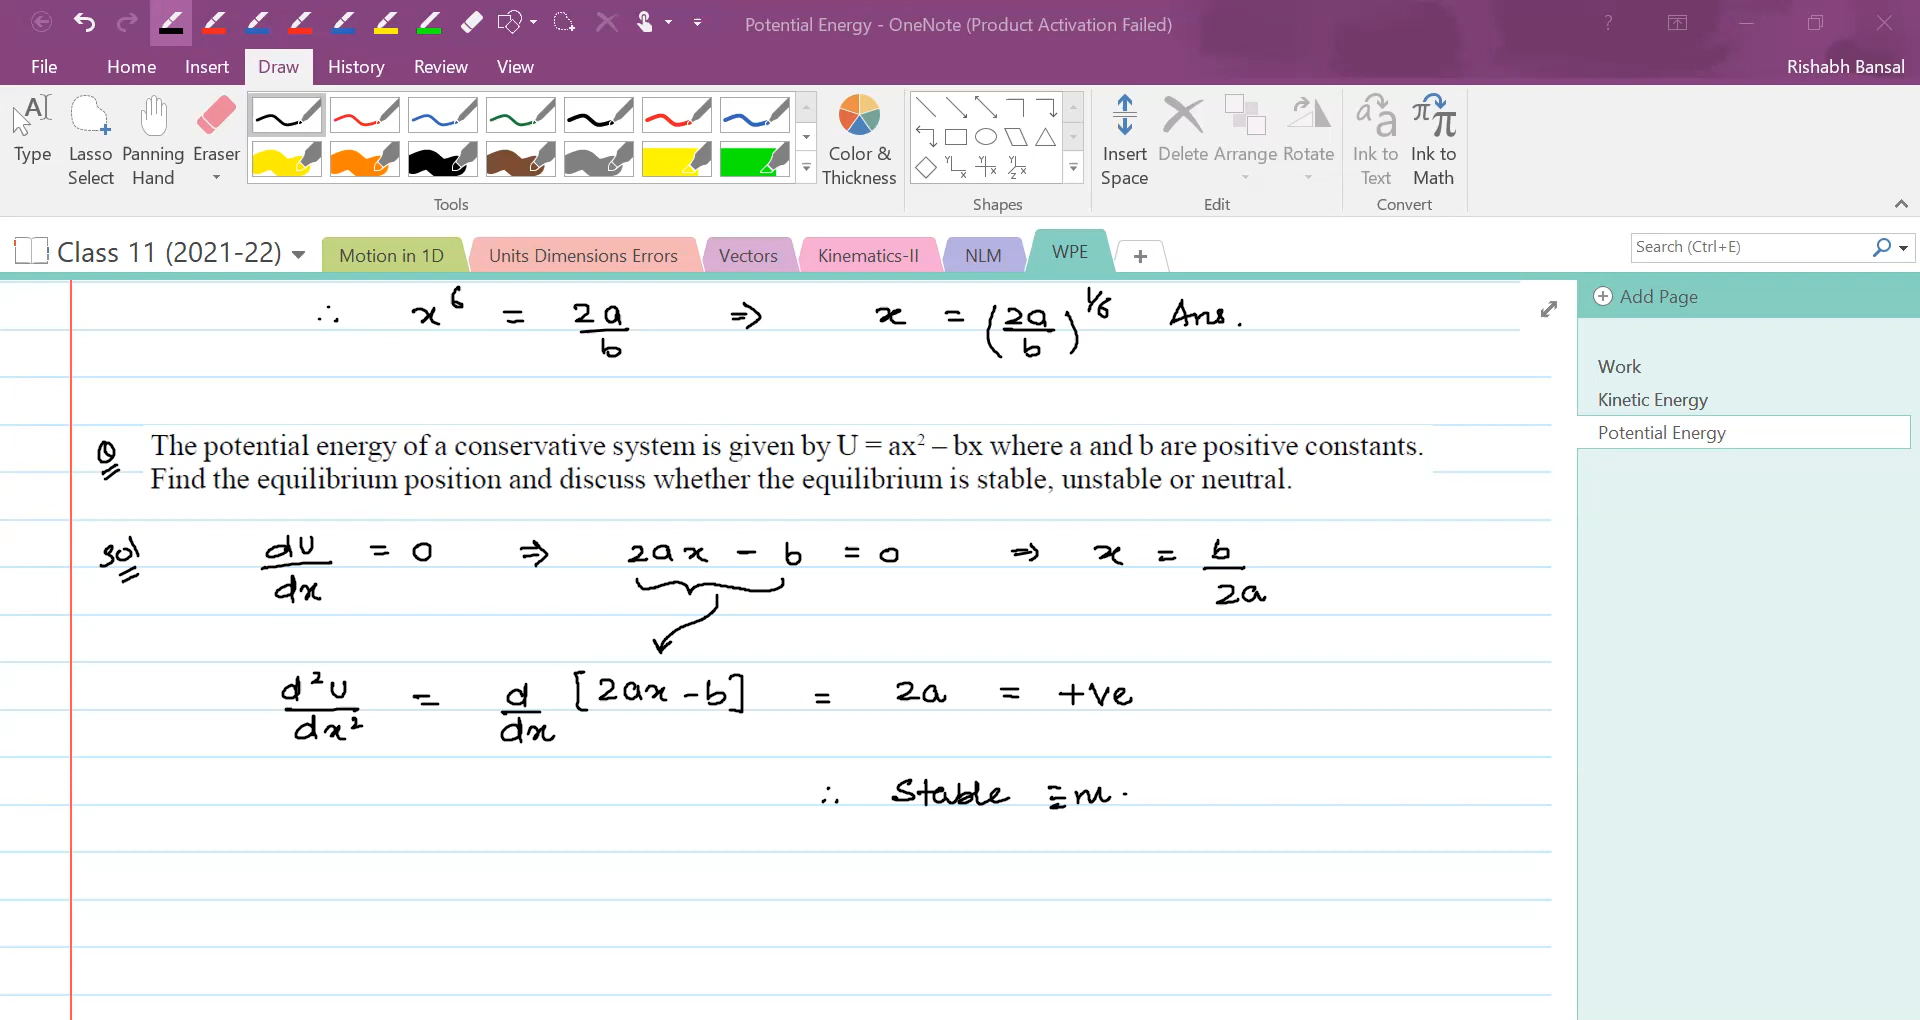 Potential Energy - OneNote (Product Activation Failed)
?
File Home Insert Draw History Review View
Rishabh Bansal
Type
Lasso Select
Panning Hand
Eraser
Color & Thickness
Insert Space
Delete
Arrange
Rotate
Ink to Text
Ink to Math
Tools
Shapes
Edit
Convert
Class 11 (2021-22)
Motion in 1D
Units Dimensions Errors
Vectors
Kinematics-II
NLM
WPE
+
Search (Ctrl+E)
Add Page
Work
Kinetic Energy
Potential Energy
∴ x⁶ = 2a/b ⇒ x = (2a/b)^1/6 Ans.
Q The potential energy of a conservative system is given by U = ax² – bx where a and b are positive constants.
Find the equilibrium position and discuss whether the equilibrium is stable, unstable or neutral.
Sol dU/dx = 0 ⇒ 2ax - b = 0 ⇒ x = b/2a
d²U/dx² = d/dx [2ax - b] = 2a = +ve
∴ Stable ≡m.